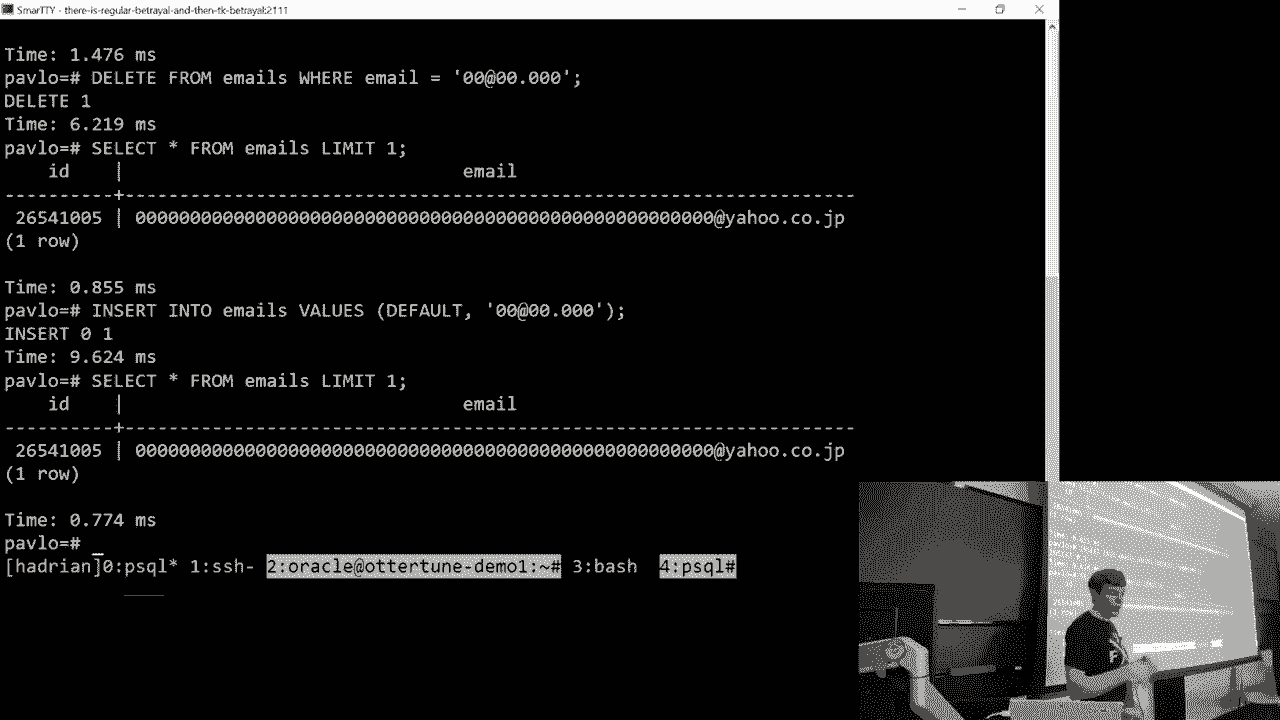 SmarTTY - there-is-regular-betrayal-and-then-tk-betrayal:2111
Time: 1.476 ms
pavlo=# DELETE FROM emails WHERE email = '00@00.000';
DELETE 1
Time: 6.219 ms
pavlo=# SELECT * FROM emails LIMIT 1;
id | email
----------+-------------------------------------------------------------------
26541005 | 00000000000000000000000000000000000000000000000000000@yahoo.co.jp
(1 row)
Time: 0.855 ms
pavlo=# INSERT INTO emails VALUES (DEFAULT, '00@00.000');
INSERT 0 1
Time: 9.624 ms
pavlo=# SELECT * FROM emails LIMIT 1;
id | email
----------+-------------------------------------------------------------------
26541005 | 00000000000000000000000000000000000000000000000000000@yahoo.co.jp
(1 row)
Time: 0.774 ms
pavlo=#
[hadrian]0:psql* 1:ssh- 2:oracle@ottertune-demo1:~# 3:bash 4:psql#